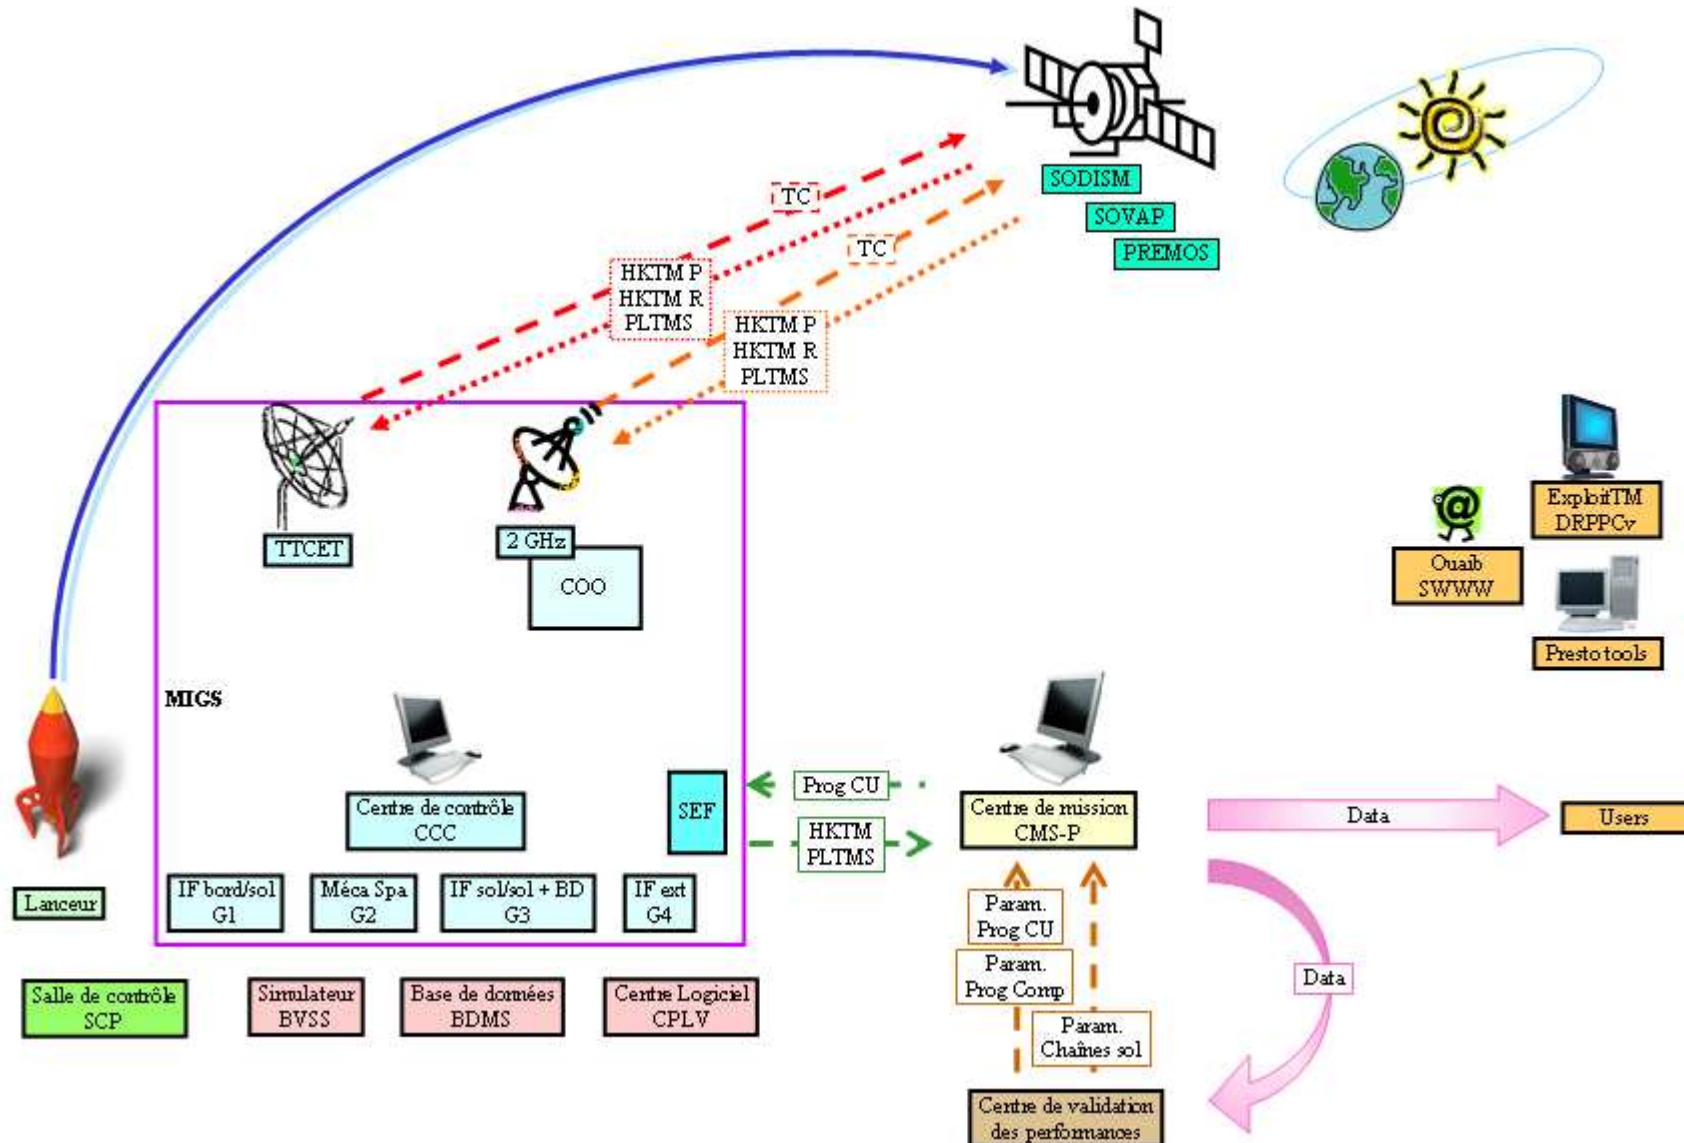 TC
SODISM
SOVAP
TC
PREMOS
HKTM P
HKTM R
PLTMS
HKTM P
HKTM R
PLTMS
TTCET
2 GHz
COO
ExploitTM
DRPPCv
Ouaib
SWWW
Presto tools
MIGS
Centre de contrôle
CCC
SEF
Prog CU
HKTM
PLTMS
Centre de mission
CMS-P
Data
Users
Lanceur
IF bord/sol
G1
Méca Spa
G2
IF sol/sol + BD
G3
IF ext
G4
Param.
Prog CU
Param.
Prog Comp
Param.
Chaînes sol
Data
Salle de contrôle
SCP
Simulateur
BVSS
Base de données
BDMS
Centre Logiciel
CPLV
Centre de validation
des performances